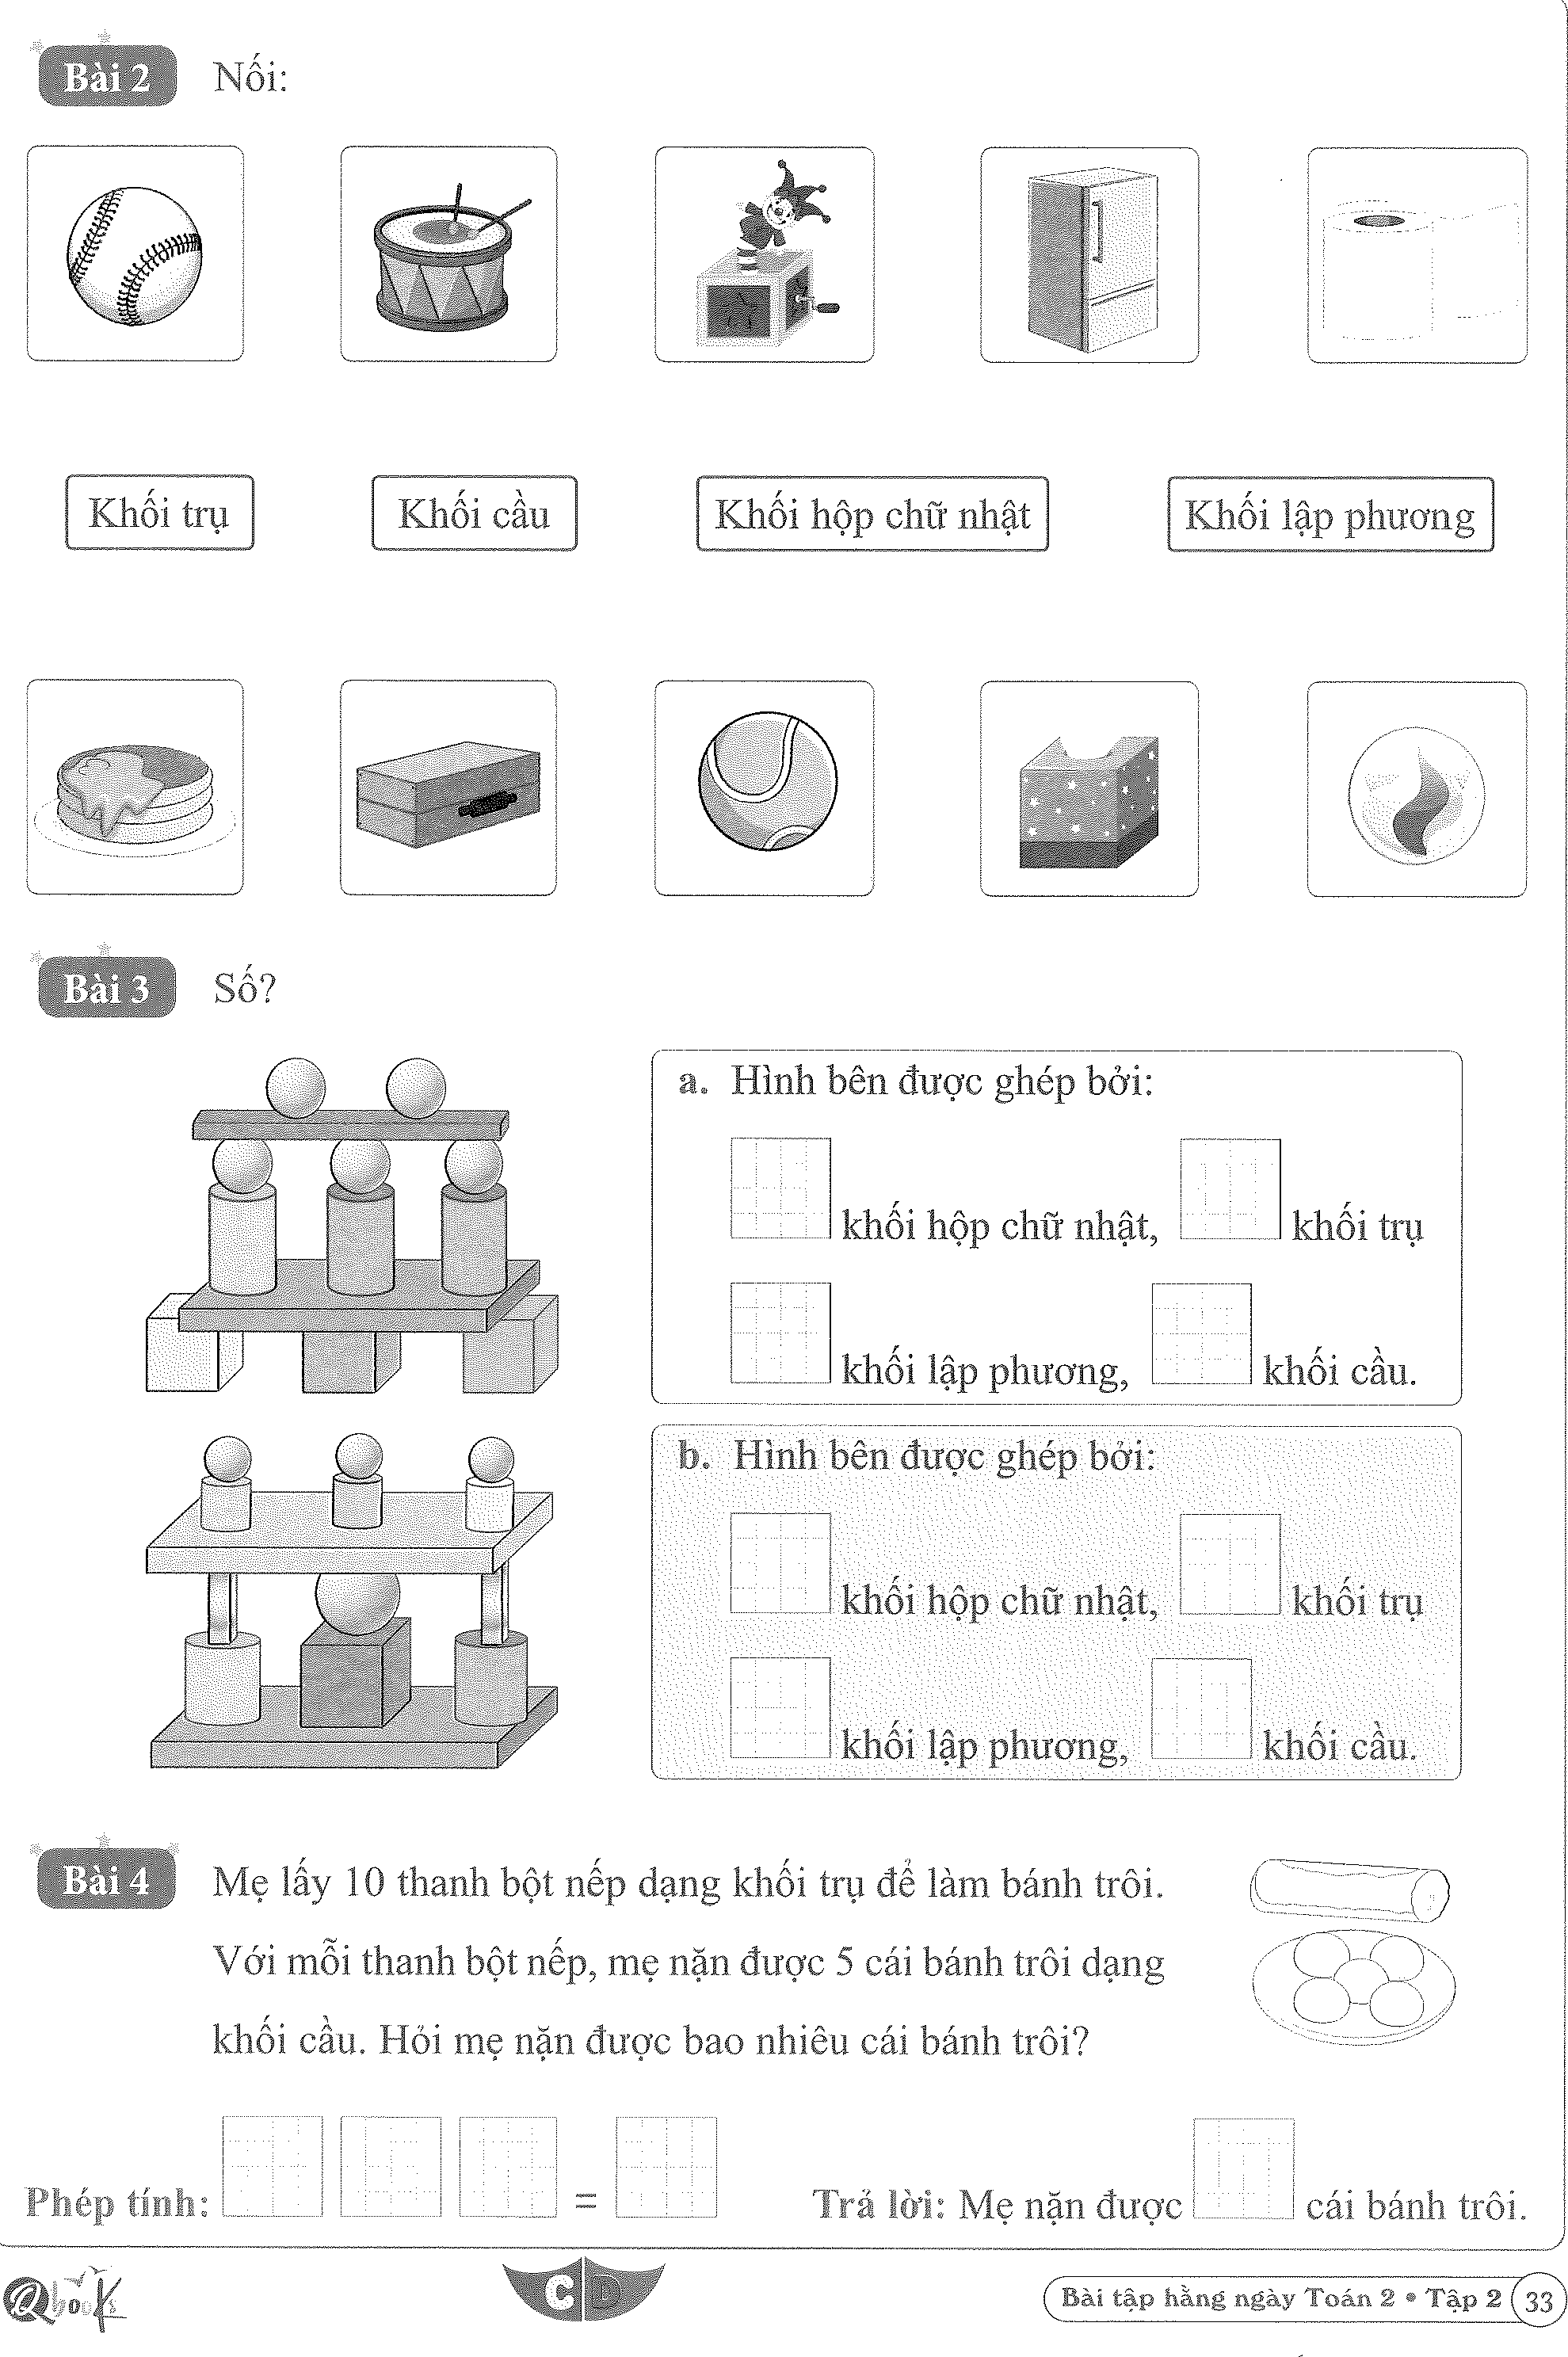 Bài 2 Nối:
Khối trụ Khối cầu Khối hộp chữ nhật Khối lập phương
Bài 3 Số?
a. Hình bên được ghép bởi:
khối hộp chữ nhật, khối trụ
khối lập phương, khối cầu.
b. Hình bên được ghép bởi:
khối hộp chữ nhật, khối trụ
khối lập phương, khối cầu.
Bài 4 Mẹ lấy 10 thanh bột nếp dạng khối trụ để làm bánh trôi.
Với mỗi thanh bột nếp, mẹ nặn được 5 cái bánh trôi dạng
khối cầu. Hỏi mẹ nặn được bao nhiêu cái bánh trôi?
Phép tính: = Trả lời: Mẹ nặn được cái bánh trôi.
Qbooks CD Bài tập hằng ngày Toán 2 • Tập 2 33